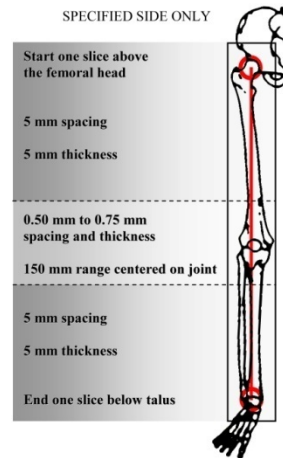 SPECIFIED SIDE ONLY
Start one slice above
the femoral head
5 mm spacing
5 mm thickness
0.50 mm to 0.75 mm
spacing and thickness
150 mm range centered on joint
5 mm spacing
5 mm thickness
End one slice below talus